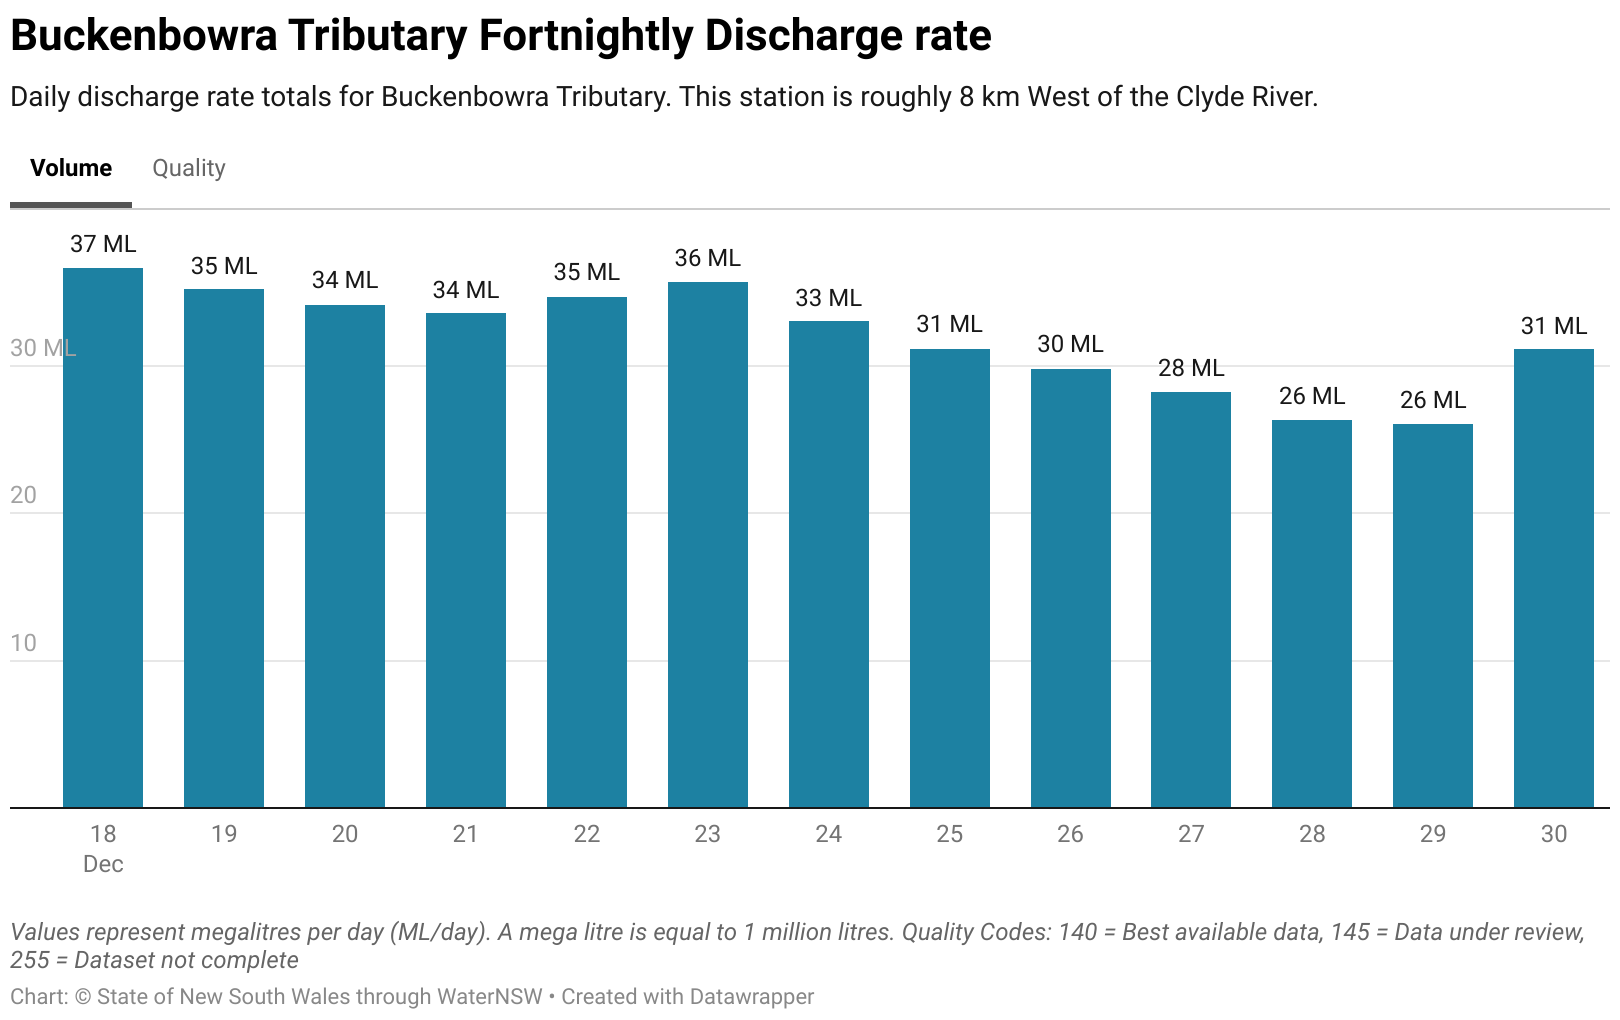 Buckenbowra Tributary Fortnightly Discharge rate
Daily discharge rate totals for Buckenbowra Tributary. This station is roughly 8 km West of the Clyde River.
Volume Quality
37 ML 35 ML 34 ML 34 ML 35 ML 36 ML 33 ML 31 ML 30 ML 28 ML 26 ML 26 ML 31 ML
30 ML
20
10
18 19 20 21 22 23 24 25 26 27 28 29 30
Dec
Values represent megalitres per day (ML/day). A mega litre is equal to 1 million litres. Quality Codes: 140 = Best available data, 145 = Data under review,
255 = Dataset not complete
Chart: © State of New South Wales through WaterNSW • Created with Datawrapper